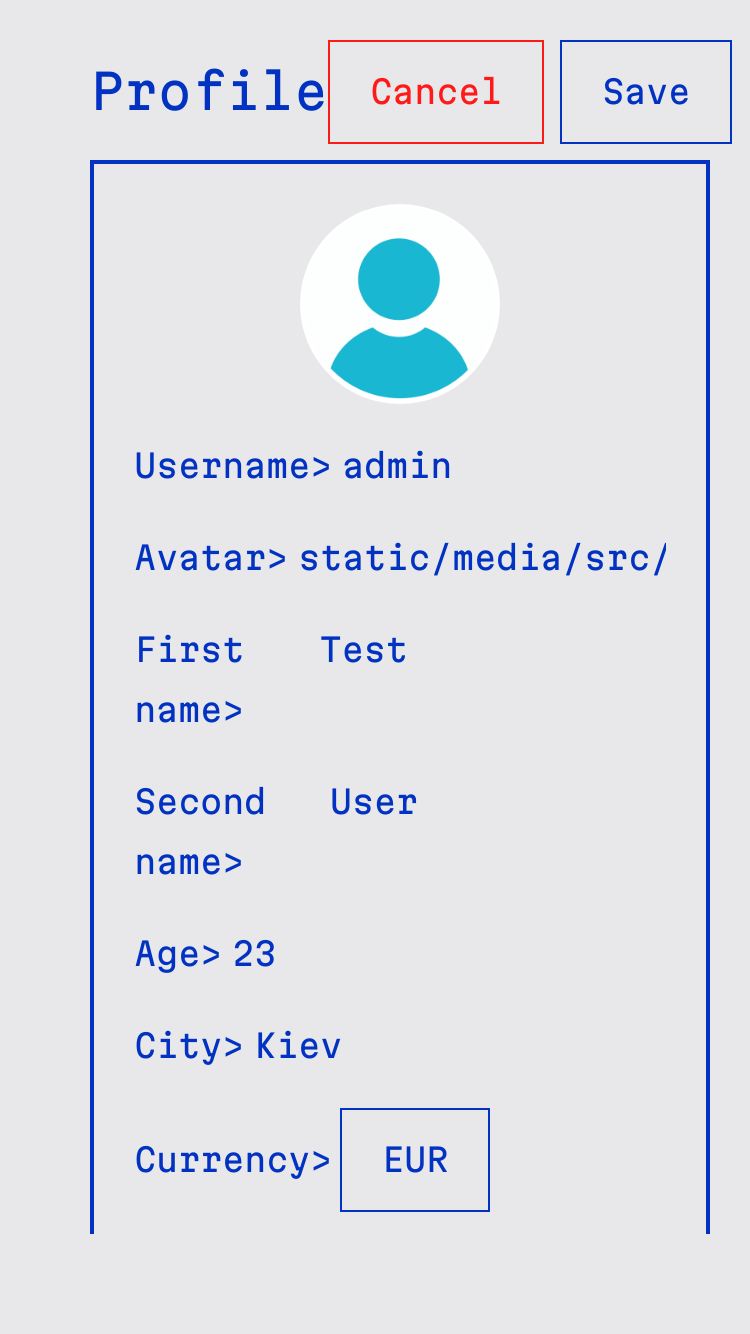 Profile Cancel Save
Username> admin
Avatar> static/media/src/
First Test
name>
Second User
name>
Age> 23
City> Kiev
Currency> EUR